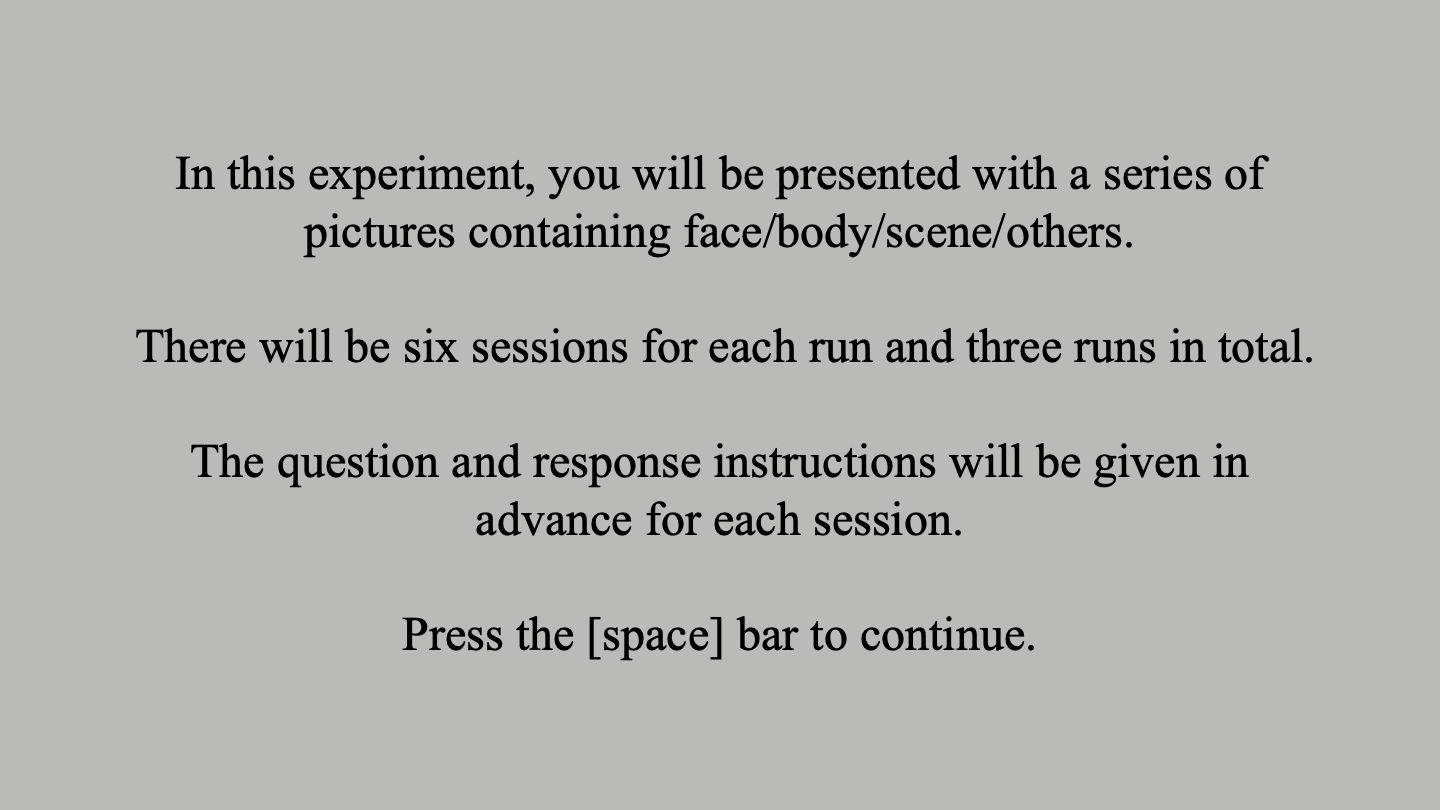 In this experiment, you will be presented with a series of
pictures containing face/body/scene/others.
There will be six sessions for each run and three runs in total.
The question and response instructions will be given in
advance for each session.
Press the [space] bar to continue.